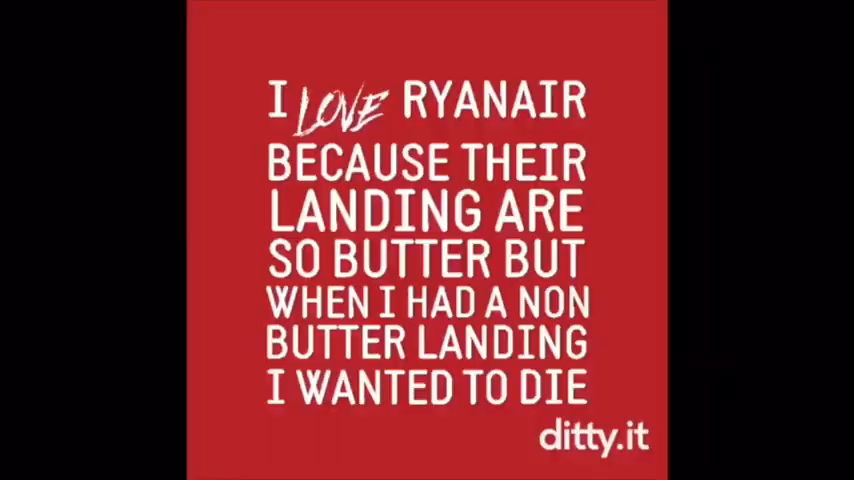 I LOVE RYANAIR
BECAUSE THEIR
LANDING ARE
SO BUTTER BUT
WHEN I HAD A NON
BUTTER LANDING
I WANTED TO DIE
ditty.it